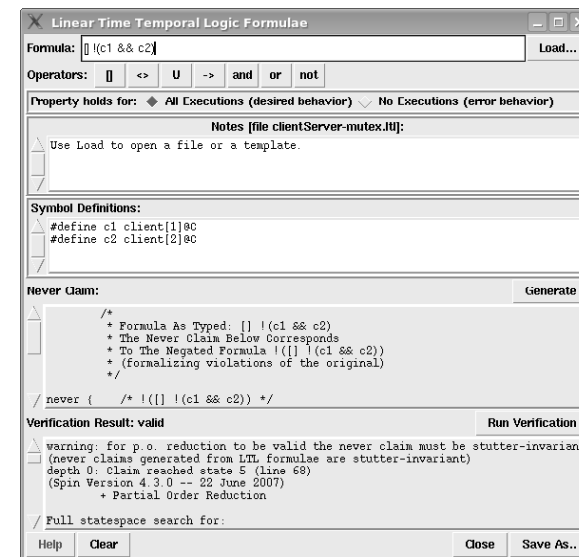 Linear Time Temporal Logic Formulae
Formula: [] !(c1 && c2) Load...
Operators: [] <> U -> and or not
Property holds for: All Executions (desired behavior) No Executions (error behavior)
Notes [file clientServer-mutex.ltl]:
Use Load to open a file or a template.
Symbol Definitions:
#define c1 client[1]@C
#define c2 client[2]@C
Never Claim: Generate
/*
* Formula As Typed: [] !(c1 && c2)
* The Never Claim Below Corresponds
* To The Negated Formula !([] !(c1 && c2))
* (formalizing violations of the original)
*/
never { /* !([] !(c1 && c2)) */
Verification Result: valid Run Verification
warning: for p.o. reduction to be valid the never claim must be stutter-invarian
(never claims generated from LTL formulae are stutter-invariant)
depth 0: Claim reached state 5 (line 68)
(Spin Version 4.3.0 -- 22 June 2007)
+ Partial Order Reduction
Full statespace search for:
Help Clear Close Save As..